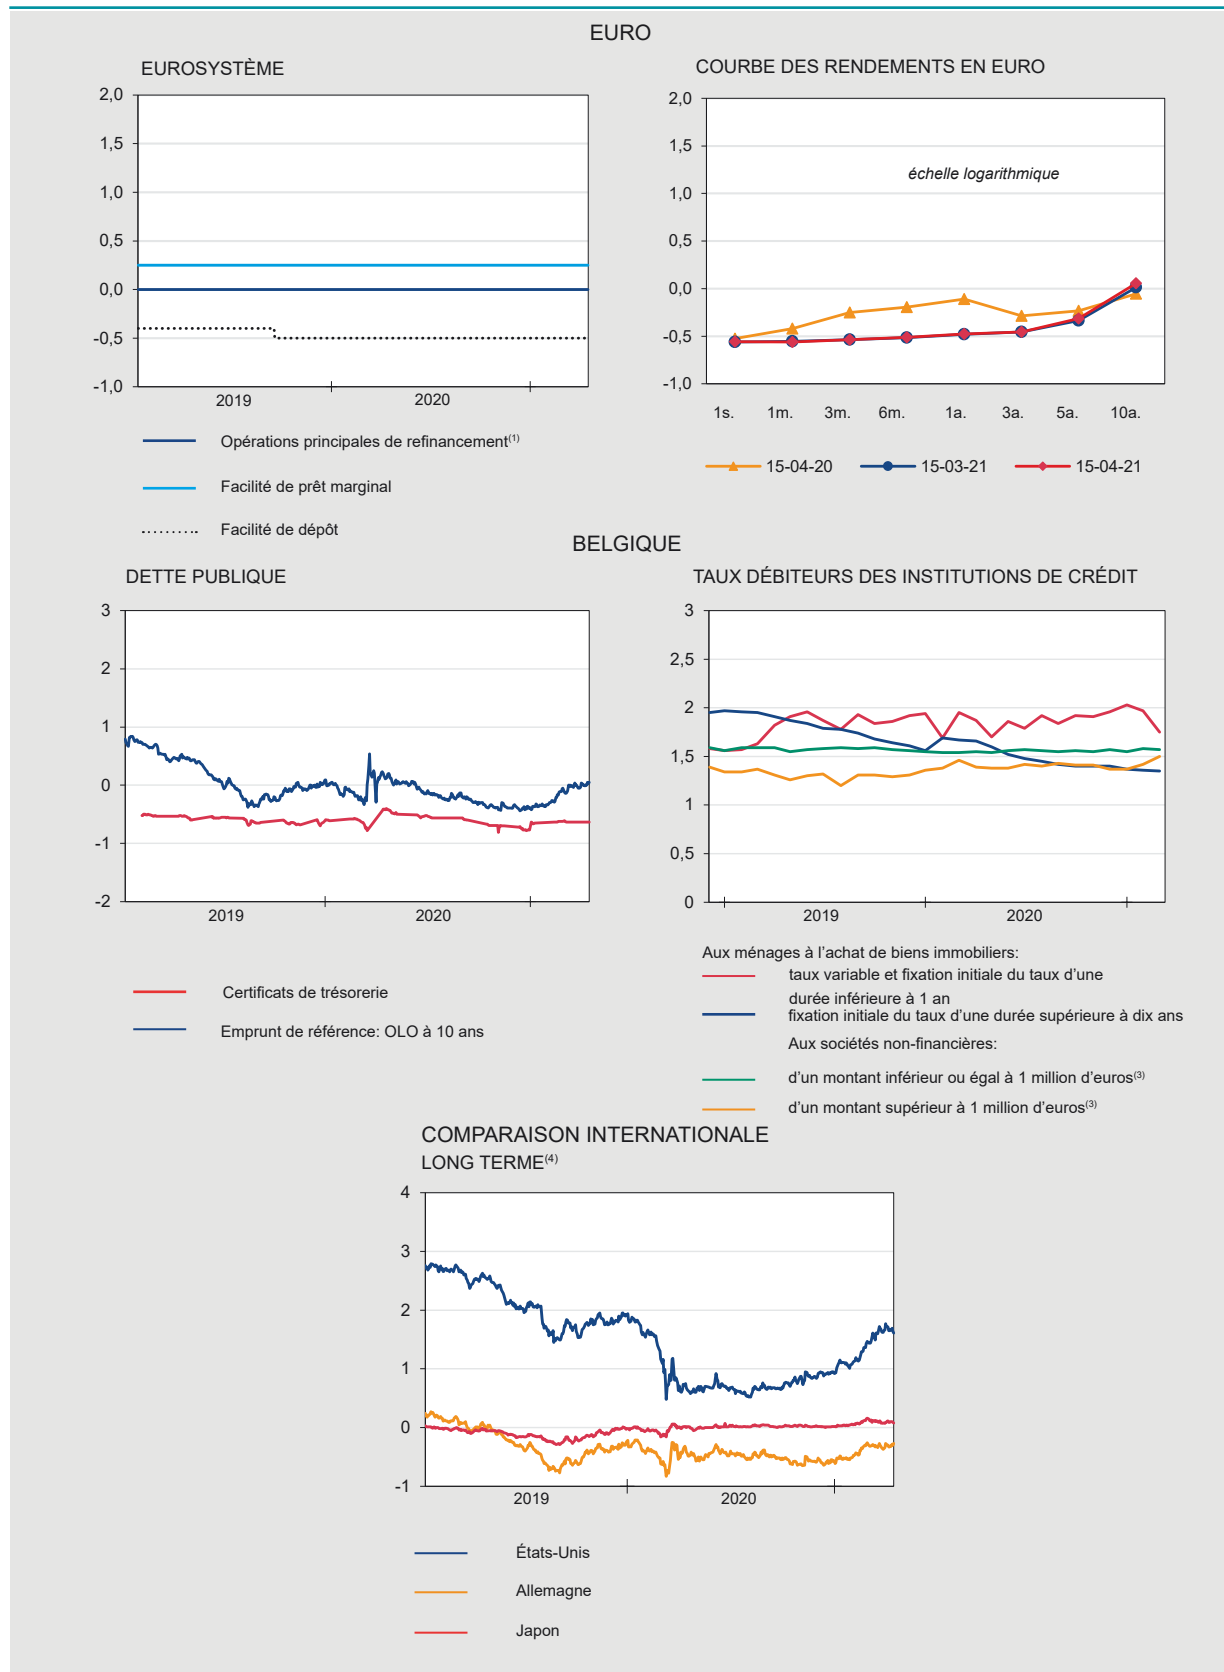 EURO
EUROSYSTÈME
2,0
1,5
1,0
0,5
0,0
-0,5
-1,0
2019
2020
Opérations principales de refinancement(1)
Facilité de prêt marginal
Facilité de dépôt
COURBE DES RENDEMENTS EN EURO
2,0
1,5
1,0
0,5
0,0
-0,5
-1,0
échelle logarithmique
1s. 1m. 3m. 6m. 1a. 3a. 5a. 10a.
15-04-20 15-03-21 15-04-21
BELGIQUE
DETTE PUBLIQUE
3
2
1
0
-1
-2
2019
2020
Certificats de trésorerie
Emprunt de référence: OLO à 10 ans
TAUX DÉBITEURS DES INSTITUTIONS DE CRÉDIT
3
2,5
2
1,5
1
0,5
0
2019
2020
Aux ménages à l’achat de biens immobiliers:
taux variable et fixation initiale du taux d’une
durée inférieure à 1 an
fixation initiale du taux d’une durée supérieure à dix ans
Aux sociétés non-financières:
d’un montant inférieur ou égal à 1 million d’euros(3)
d’un montant supérieur à 1 million d’euros(3)
COMPARAISON INTERNATIONALE
LONG TERME(4)
4
3
2
1
0
-1
2019
2020
États-Unis
Allemagne
Japon